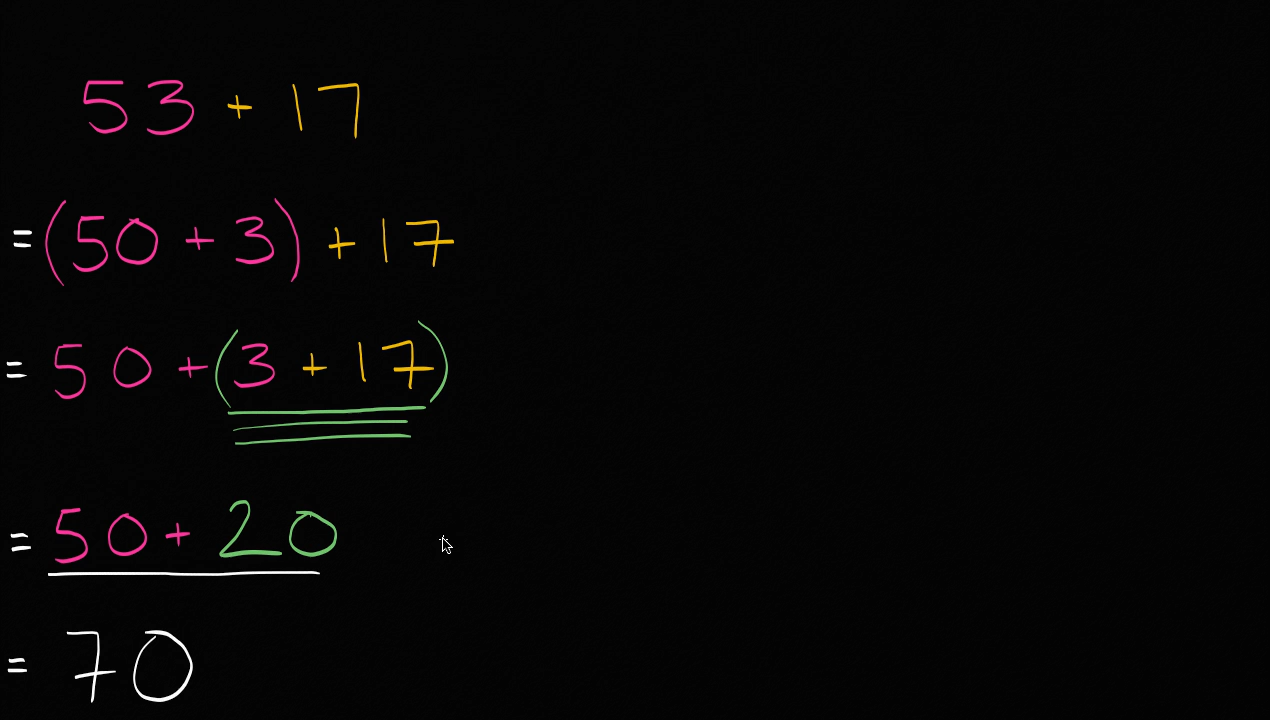 53 + 17
= (50 + 3) + 17
= 50 + (3 + 17)
= 50 + 20
= 70